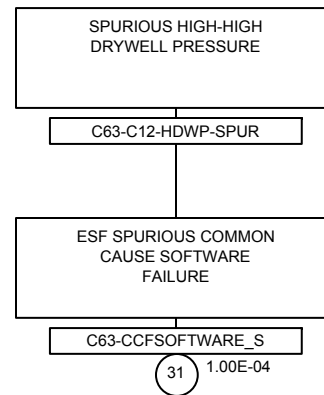 SPURIOUS HIGH-HIGH
DRYWELL PRESSURE
C63-C12-HDWP-SPUR
ESF SPURIOUS COMMON
CAUSE SOFTWARE
FAILURE
C63-CCFSOFTWARE_S
31 1.00E-04